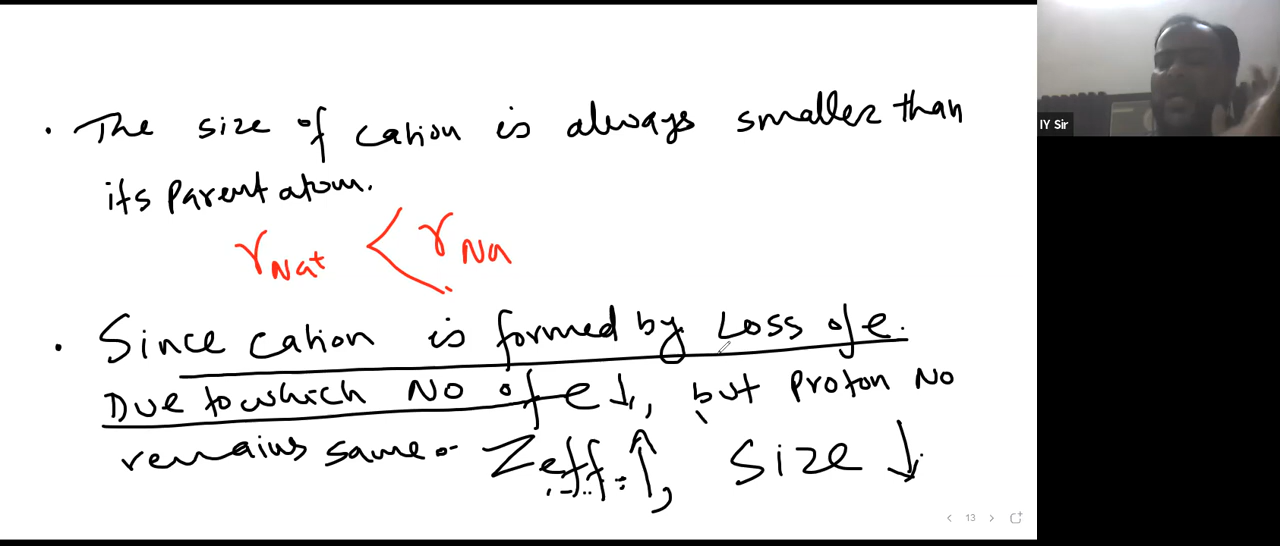 • The size of cation is always smaller than
its parent atom.
rNa+ < rNa
• Since cation is formed by Loss of e.
Due to which No of e↓, but Proton No
remains same. Zeff.↑, Size ↓
IY Sir
13